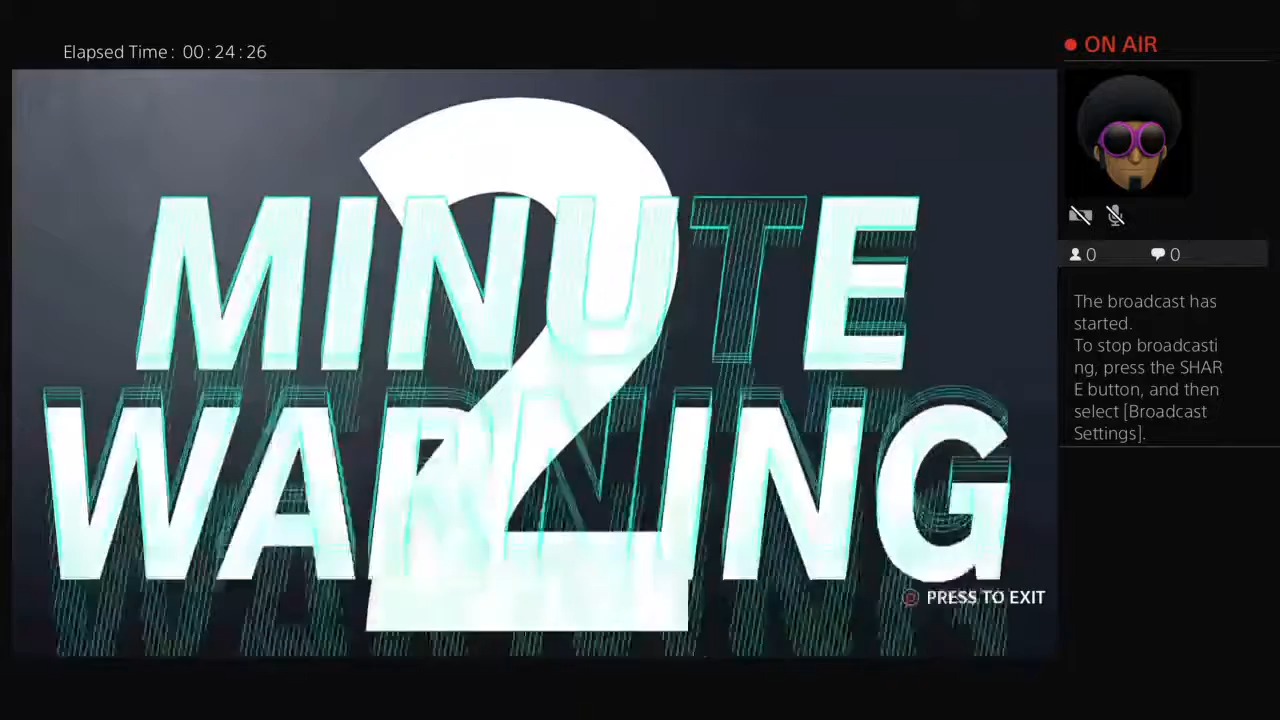 Elapsed Time: 00:24:26
ON AIR
2
MINUTE
WARNING
PRESS TO EXIT
0 0
The broadcast has
started.
To stop broadcasti
ng, press the SHAR
E button, and then
select [Broadcast
Settings].